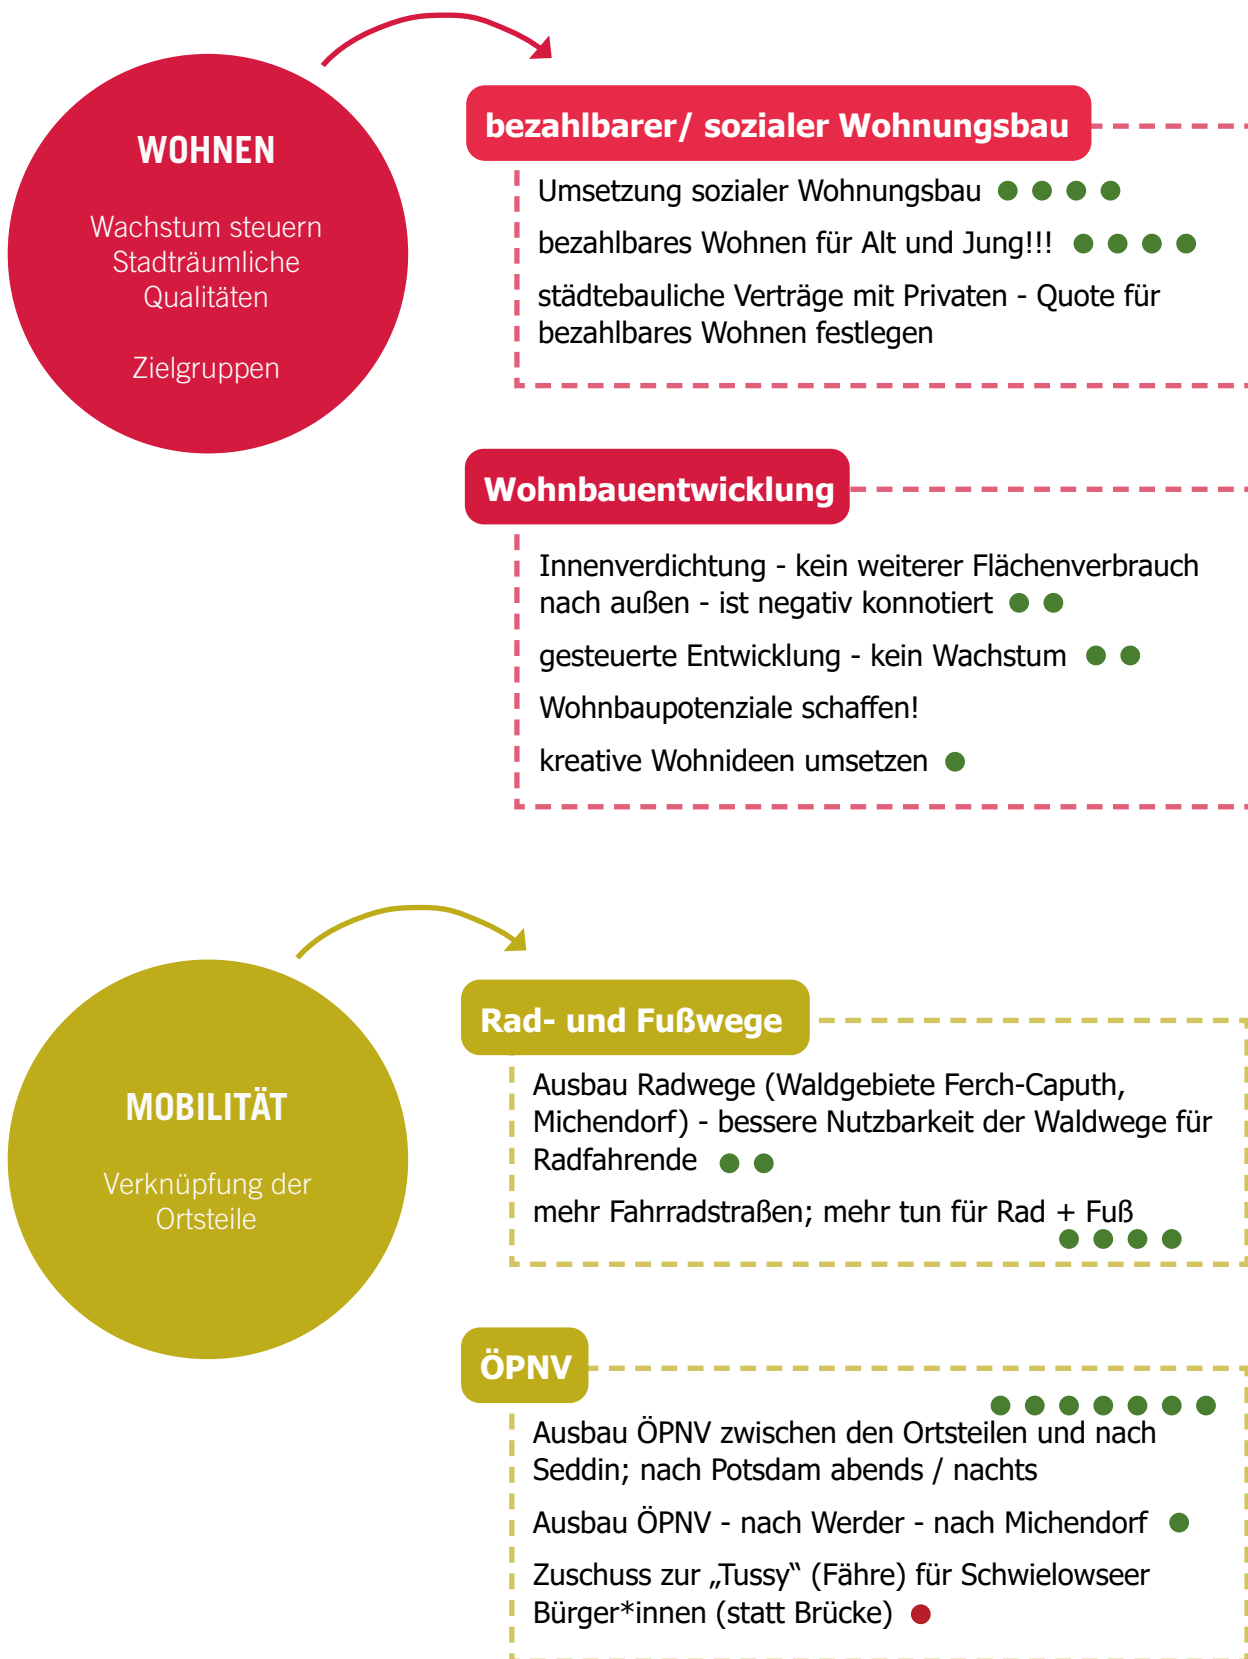 WOHNEN
Wachstum steuern
Stadträumliche
Qualitäten
Zielgruppen
bezahlbarer/ sozialer Wohnungsbau
Umsetzung sozialer Wohnungsbau
bezahlbares Wohnen für Alt und Jung!!!
städtebauliche Verträge mit Privaten - Quote für
bezahlbares Wohnen festlegen
Wohnbauentwicklung
Innenverdichtung - kein weiterer Flächenverbrauch
nach außen - ist negativ konnotiert
gesteuerte Entwicklung - kein Wachstum
Wohnbaupotenziale schaffen!
kreative Wohnideen umsetzen
MOBILITÄT
Verknüpfung der
Ortsteile
Rad- und Fußwege
Ausbau Radwege (Waldgebiete Ferch-Caputh,
Michendorf) - bessere Nutzbarkeit der Waldwege für
Radfahrende
mehr Fahrradstraßen; mehr tun für Rad + Fuß
ÖPNV
Ausbau ÖPNV zwischen den Ortsteilen und nach
Seddin; nach Potsdam abends / nachts
Ausbau ÖPNV - nach Werder - nach Michendorf
Zuschuss zur „Tussy“ (Fähre) für Schwielowseer
Bürger*innen (statt Brücke)